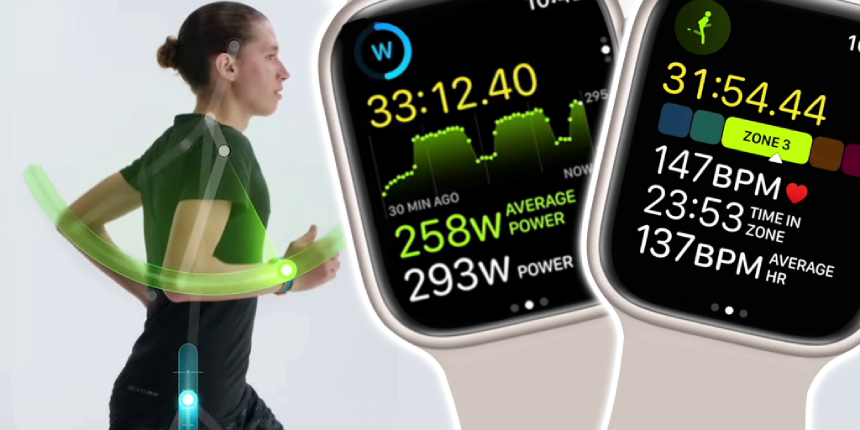 W
33:12.40
295
30 MIN AGO
NOW
258W AVERAGE
POWER
293W POWER
31:54.44
ZONE 3
147BPM
23:53 TIME IN
ZONE
137BPM AVERAGE
HR